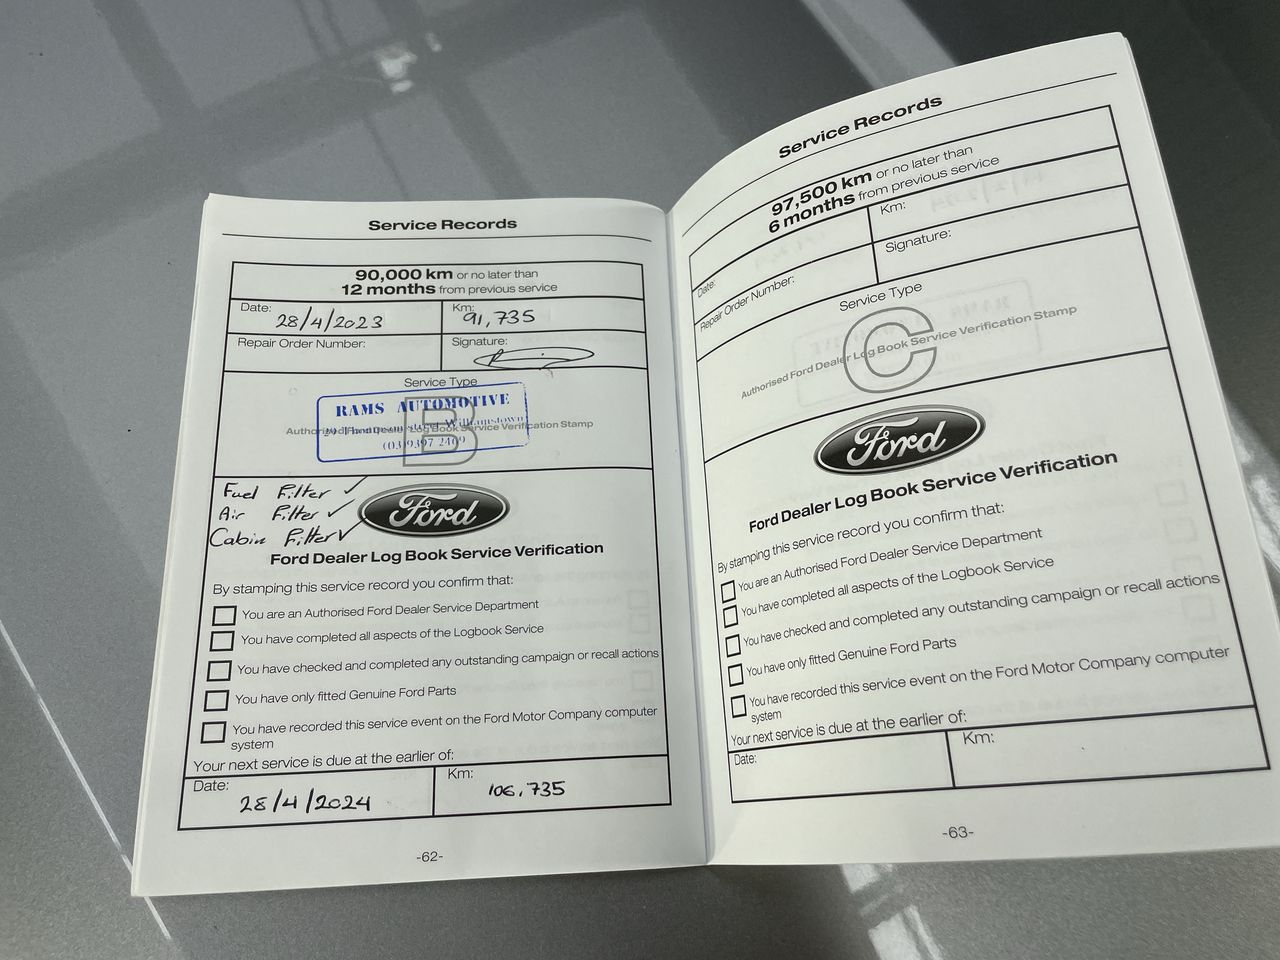 Service Records
90,000 km or no later than
12 months from previous service
Date: 28/4/2023
Km: 91,735
Repair Order Number:
Signature:
Service Type
B
RAMS AUTOMOTIVE
Williamstown
(03) 9397 2469
Authorised Ford Dealer Log Book Service Verification Stamp
Fuel Filter ✓
Air Filter ✓
Cabin Filter ✓
Ford
Ford Dealer Log Book Service Verification
By stamping this service record you confirm that:
You are an Authorised Ford Dealer Service Department
You have completed all aspects of the Logbook Service
You have checked and completed any outstanding campaign or recall actions
You have only fitted Genuine Ford Parts
You have recorded this service event on the Ford Motor Company computer
system
Your next service is due at the earlier of:
Date: 28/4/2024
Km: 106,735
-62-
Service Records
97,500 km or no later than
6 months from previous service
Date:
Km:
Repair Order Number:
Signature:
Service Type
C
Authorised Ford Dealer Log Book Service Verification Stamp
Ford
Ford Dealer Log Book Service Verification
By stamping this service record you confirm that:
You are an Authorised Ford Dealer Service Department
You have completed all aspects of the Logbook Service
You have checked and completed any outstanding campaign or recall actions
You have only fitted Genuine Ford Parts
You have recorded this service event on the Ford Motor Company computer
system
Your next service is due at the earlier of:
Date:
Km:
-63-